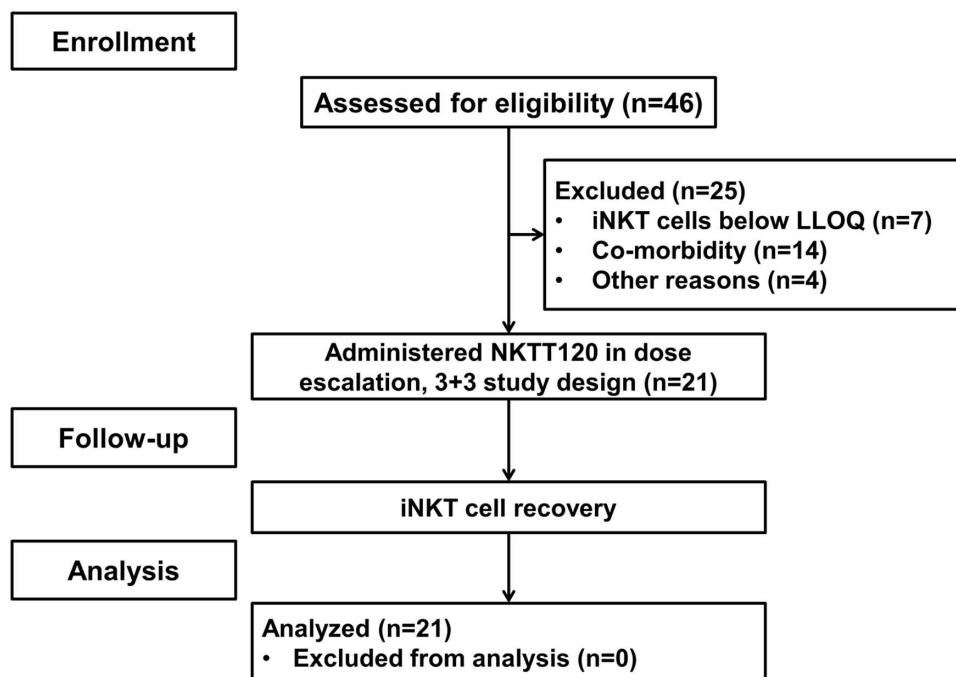 Enrollment
Assessed for eligibility (n=46)
Excluded (n=25)
• iNKT cells below LLOQ (n=7)
• Co-morbidity (n=14)
• Other reasons (n=4)
Administered NKTT120 in dose
escalation, 3+3 study design (n=21)
Follow-up
iNKT cell recovery
Analysis
Analyzed (n=21)
• Excluded from analysis (n=0)